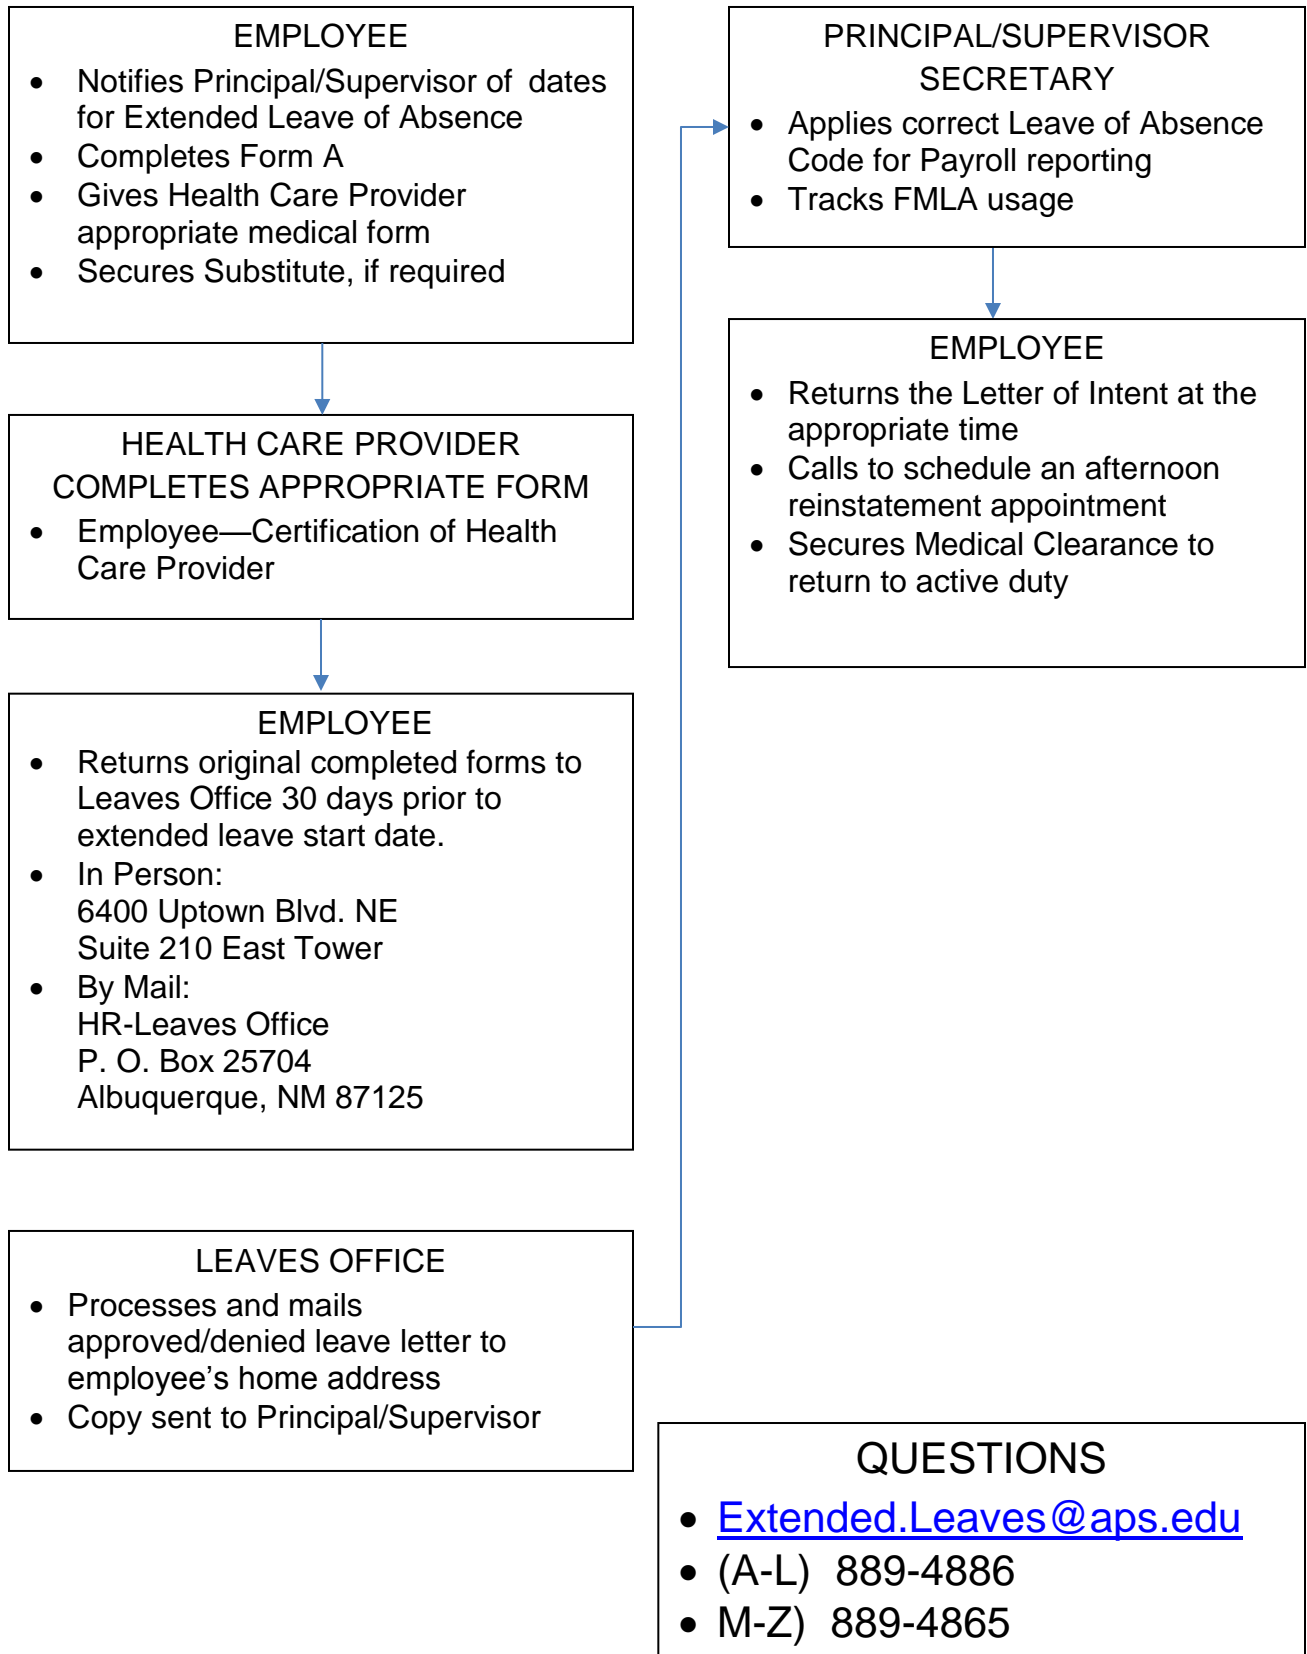 EMPLOYEE
• Notifies Principal/Supervisor of  dates
for Extended Leave of Absence
• Completes Form A
• Gives Health Care Provider
appropriate medical form
• Secures Substitute, if required
HEALTH CARE PROVIDER
COMPLETES APPROPRIATE FORM
• Employee—Certification of Health
Care Provider
EMPLOYEE
• Returns original completed forms to
Leaves Office 30 days prior to
extended leave start date.
• In Person:
6400 Uptown Blvd. NE
Suite 210 East Tower
• By Mail:
HR-Leaves Office
P. O. Box 25704
Albuquerque, NM 87125
LEAVES OFFICE
• Processes and mails
approved/denied leave letter to
employee’s home address
• Copy sent to Principal/Supervisor
PRINCIPAL/SUPERVISOR
SECRETARY
• Applies correct Leave of Absence
Code for Payroll reporting
• Tracks FMLA usage
EMPLOYEE
• Returns the Letter of Intent at the
appropriate time
• Calls to schedule an afternoon
reinstatement appointment
• Secures Medical Clearance to
return to active duty
QUESTIONS
• Extended.Leaves@aps.edu
• (A-L)  889-4886
• M-Z)  889-4865